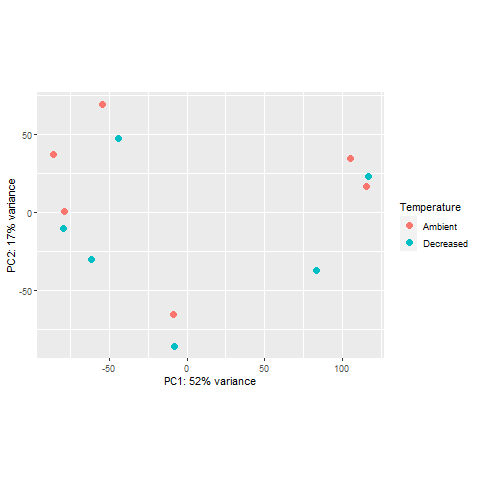 50
0
-50
-50
0
50
100
PC1: 52% variance
PC2: 17% variance
Temperature
Ambient
Decreased